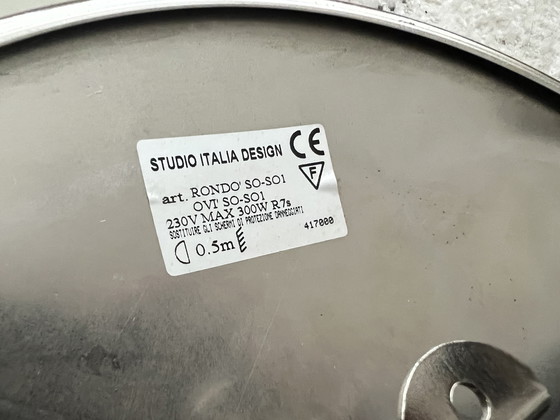 STUDIO ITALIA DESIGN CE
F
art. RONDO' SO-SO1
OVI' SO-SO1
230V MAX 300W R7s
SOSTITUIRE GLI SCHERMI DI PROTEZIONE DANNEGGIATI
0.5m
417000